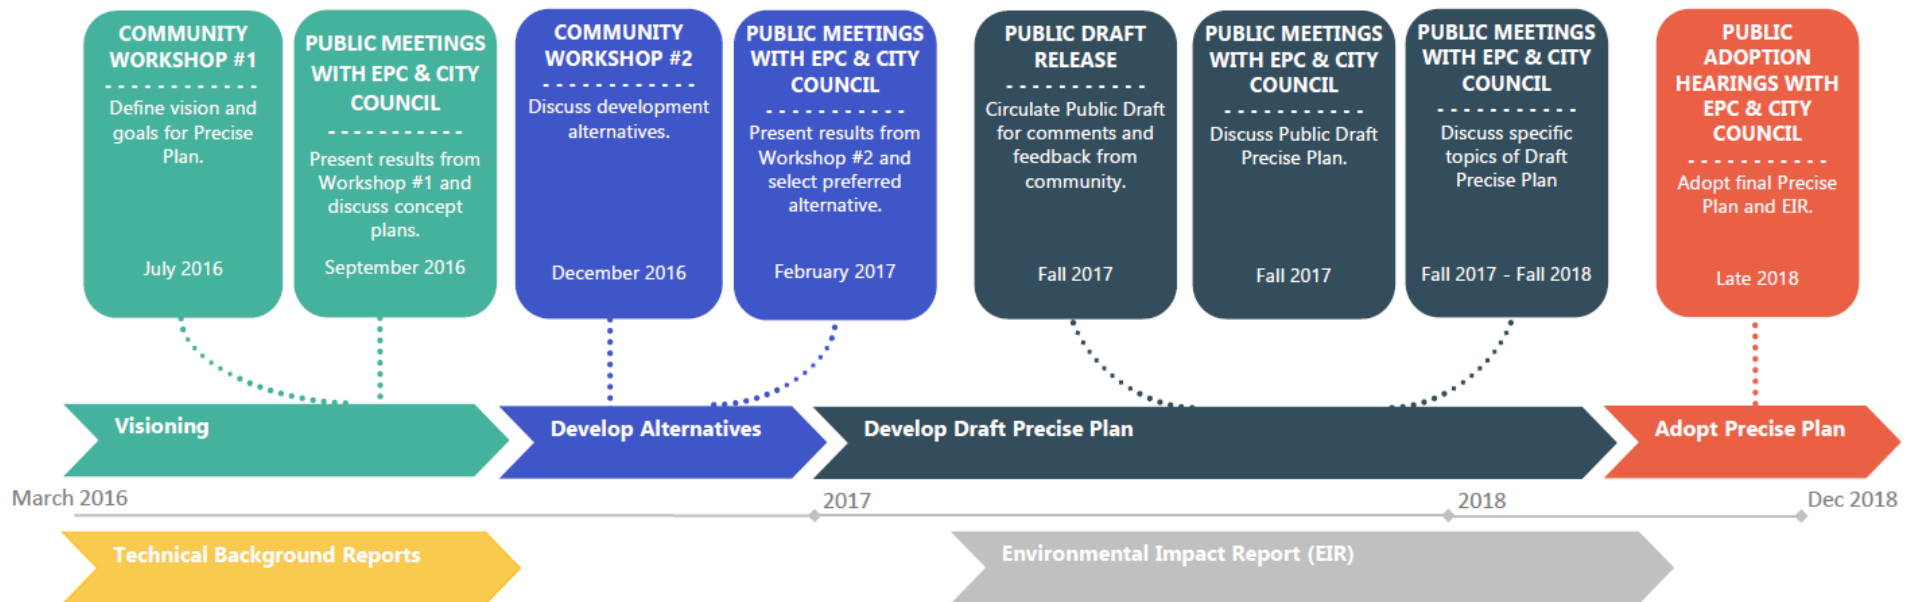 COMMUNITY
WORKSHOP #1
Define vision and
goals for Precise
Plan.
July 2016
PUBLIC MEETINGS
WITH EPC & CITY
COUNCIL
Present results from
Workshop #1 and
discuss concept
plans.
September 2016
COMMUNITY
WORKSHOP #2
Discuss development
alternatives.
December 2016
PUBLIC MEETINGS
WITH EPC & CITY
COUNCIL
Present results from
Workshop #2 and
select preferred
alternative.
February 2017
PUBLIC DRAFT
RELEASE
Circulate Public Draft
for comments and
feedback from
community.
Fall 2017
PUBLIC MEETINGS
WITH EPC & CITY
COUNCIL
Discuss Public Draft
Precise Plan.
Fall 2017
PUBLIC MEETINGS
WITH EPC & CITY
COUNCIL
Discuss specific
topics of Draft
Precise Plan
Fall 2017 - Fall 2018
PUBLIC
ADOPTION
HEARINGS WITH
EPC & CITY
COUNCIL
Adopt final Precise
Plan and EIR.
Late 2018
Visioning
Develop Alternatives
Develop Draft Precise Plan
Adopt Precise Plan
March 2016
2017
2018
Dec 2018
Technical Background Reports
Environmental Impact Report (EIR)